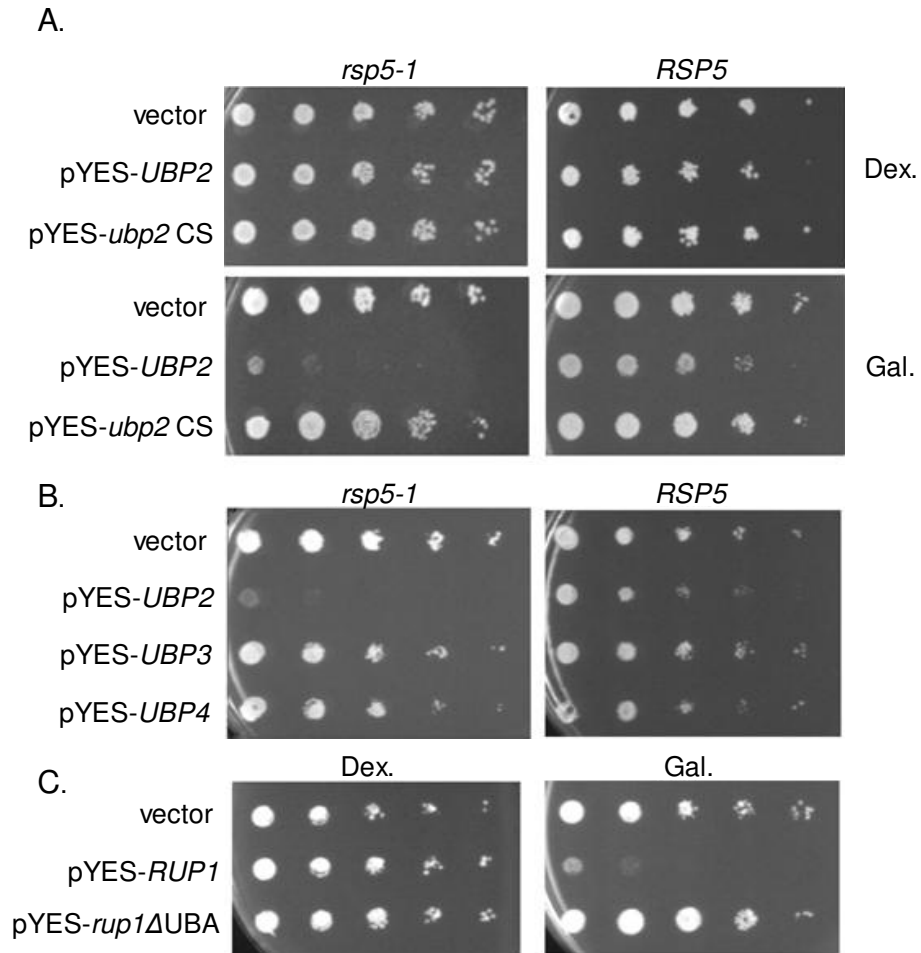 A.
rsp5-1 RSP5
vector
pYES-UBP2 Dex.
pYES-ubp2 CS
vector
pYES-UBP2 Gal.
pYES-ubp2 CS
B.
rsp5-1 RSP5
vector
pYES-UBP2
pYES-UBP3
pYES-UBP4
C.
Dex. Gal.
vector
pYES-RUP1
pYES-rup1ΔUBA